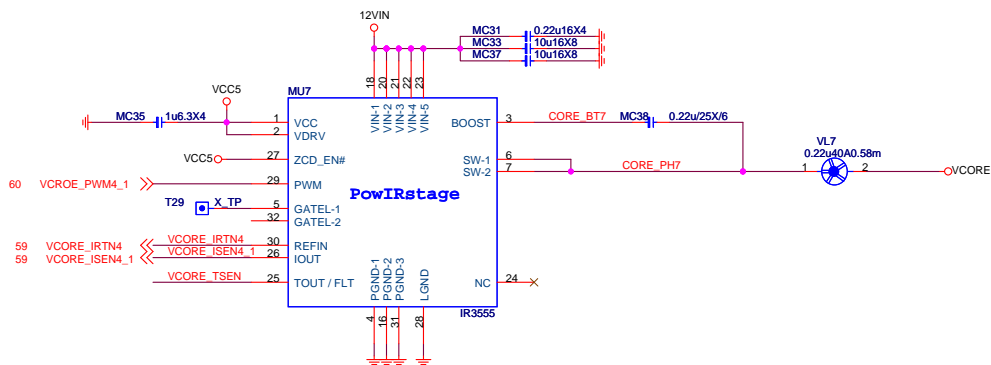 12VIN
MC31 0.22u16X4
MC33 10u16X8
MC37 10u16X8
18 20 21 22 23
VCC5
MU7
MC35 1u6.3X4
1 VCC
2 VDRV
VIN-1 VIN-2 VIN-3 VIN-4 VIN-5
BOOST 3 CORE_BT7 MC38 0.22u/25X/6
VCC5 27 ZCD_EN#
SW-1 6
SW-2 7 CORE_PH7
VL7
0.22u40A0.58m
1 2 VCORE
60 VCROE_PWM4_1 29 PWM
PowIRstage
T29 X_TP 5 GATEL-1
32 GATEL-2
59 VCORE_IRTN4 VCORE_IRTN4 30 REFIN
59 VCORE_ISEN4_1 VCORE_ISEN4_1 26 IOUT
VCORE_TSEN 25 TOUT / FLT
PGND-1 PGND-2 PGND-3 LGND
NC 24
IR3555
4 16 31 28